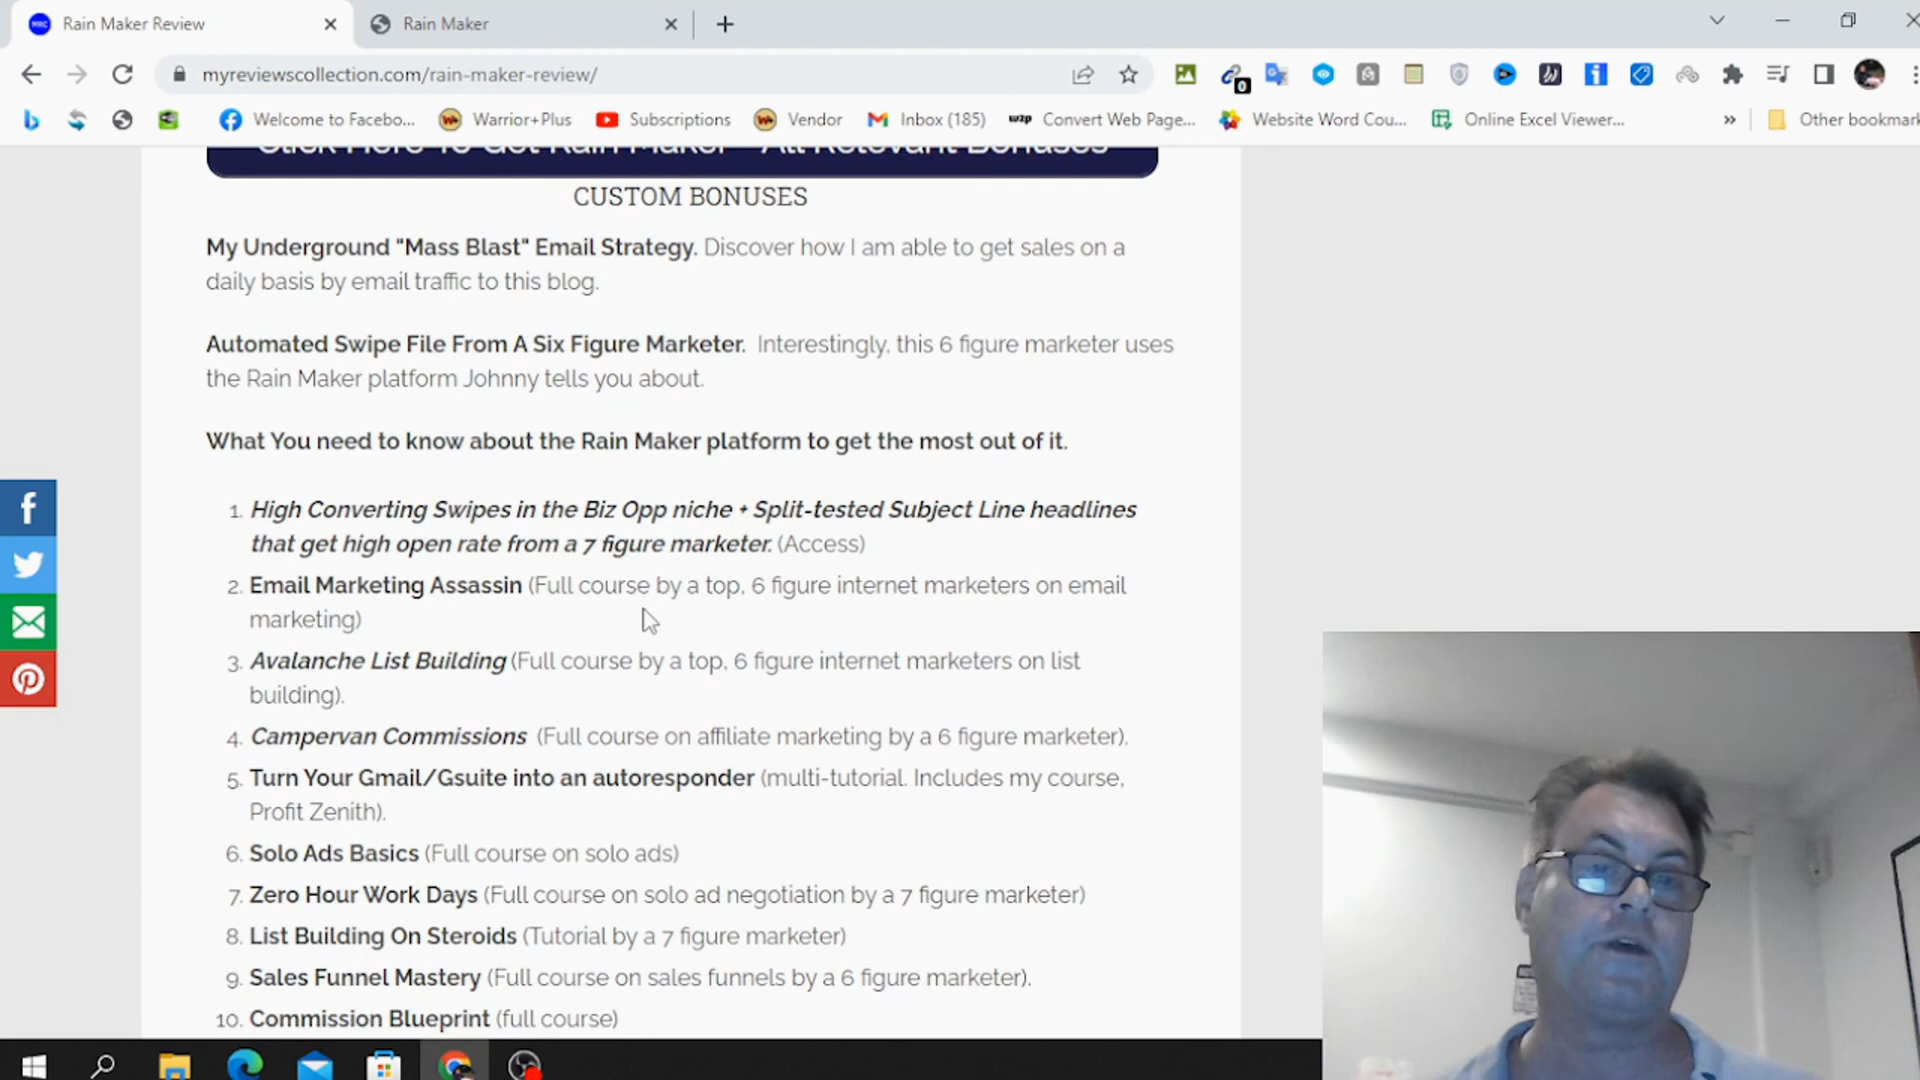 Rain Maker Review
Rain Maker
myreviewscollection.com/rain-maker-review/
0
Welcome to Facebo...
Warrior+Plus
Subscriptions
Vendor
Inbox (185)
Convert Web Page...
Website Word Cou...
Online Excel Viewer...
Other bookmark
Click Here To Get Rain Maker + All Relevant Bonuses
CUSTOM BONUSES
My Underground "Mass Blast" Email Strategy. Discover how I am able to get sales on a
daily basis by email traffic to this blog.
Automated Swipe File From A Six Figure Marketer. Interestingly, this 6 figure marketer uses
the Rain Maker platform Johnny tells you about.
What You need to know about the Rain Maker platform to get the most out of it.
1. High Converting Swipes in the Biz Opp niche + Split-tested Subject Line headlines
that get high open rate from a 7 figure marketer. (Access)
2. Email Marketing Assassin (Full course by a top, 6 figure internet marketers on email
marketing)
3. Avalanche List Building (Full course by a top, 6 figure internet marketers on list
building).
4. Campervan Commissions (Full course on affiliate marketing by a 6 figure marketer).
5. Turn Your Gmail/Gsuite into an autoresponder (multi-tutorial. Includes my course,
Profit Zenith).
6. Solo Ads Basics (Full course on solo ads)
7. Zero Hour Work Days (Full course on solo ad negotiation by a 7 figure marketer)
8. List Building On Steroids (Tutorial by a 7 figure marketer)
9. Sales Funnel Mastery (Full course on sales funnels by a 6 figure marketer).
10. Commission Blueprint (full course)